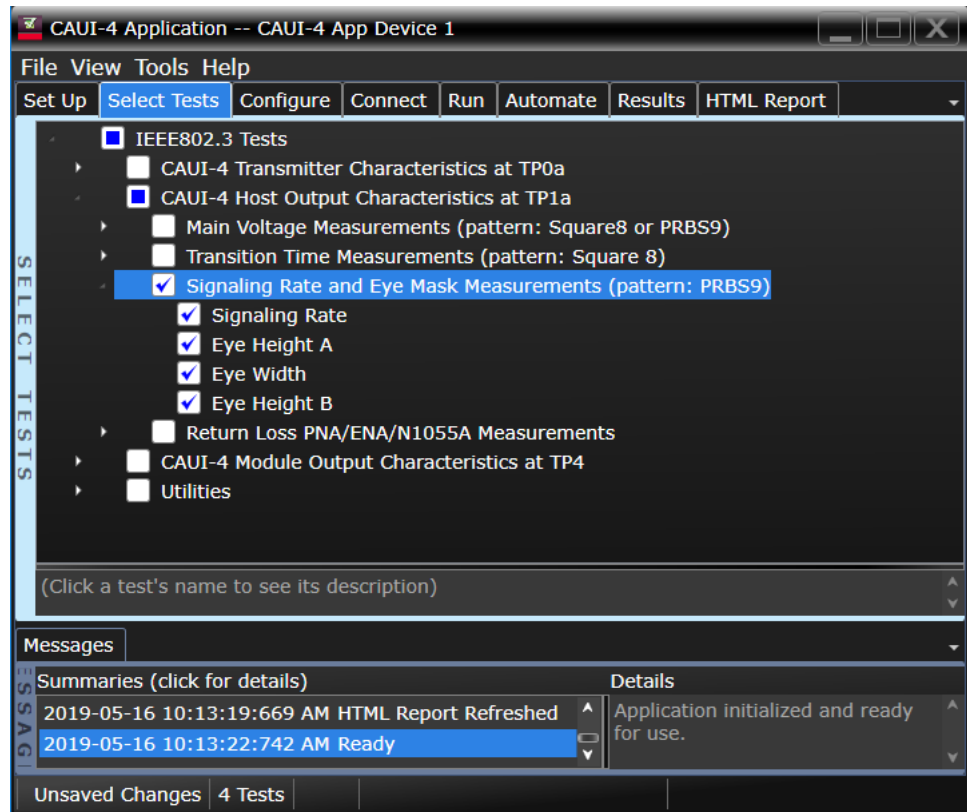 CAUI-4 Application -- CAUI-4 App Device 1
File View Tools Help
Set Up Select Tests Configure Connect Run Automate Results HTML Report
SELECT TESTS
IEEE802.3 Tests
CAUI-4 Transmitter Characteristics at TP0a
CAUI-4 Host Output Characteristics at TP1a
Main Voltage Measurements (pattern: Square8 or PRBS9)
Transition Time Measurements (pattern: Square 8)
Signaling Rate and Eye Mask Measurements (pattern: PRBS9)
Signaling Rate
Eye Height A
Eye Width
Eye Height B
Return Loss PNA/ENA/N1055A Measurements
CAUI-4 Module Output Characteristics at TP4
Utilities
(Click a test's name to see its description)
Messages
Summaries (click for details)
2019-05-16 10:13:19:669 AM HTML Report Refreshed
2019-05-16 10:13:22:742 AM Ready
Details
Application initialized and ready
for use.
Unsaved Changes 4 Tests